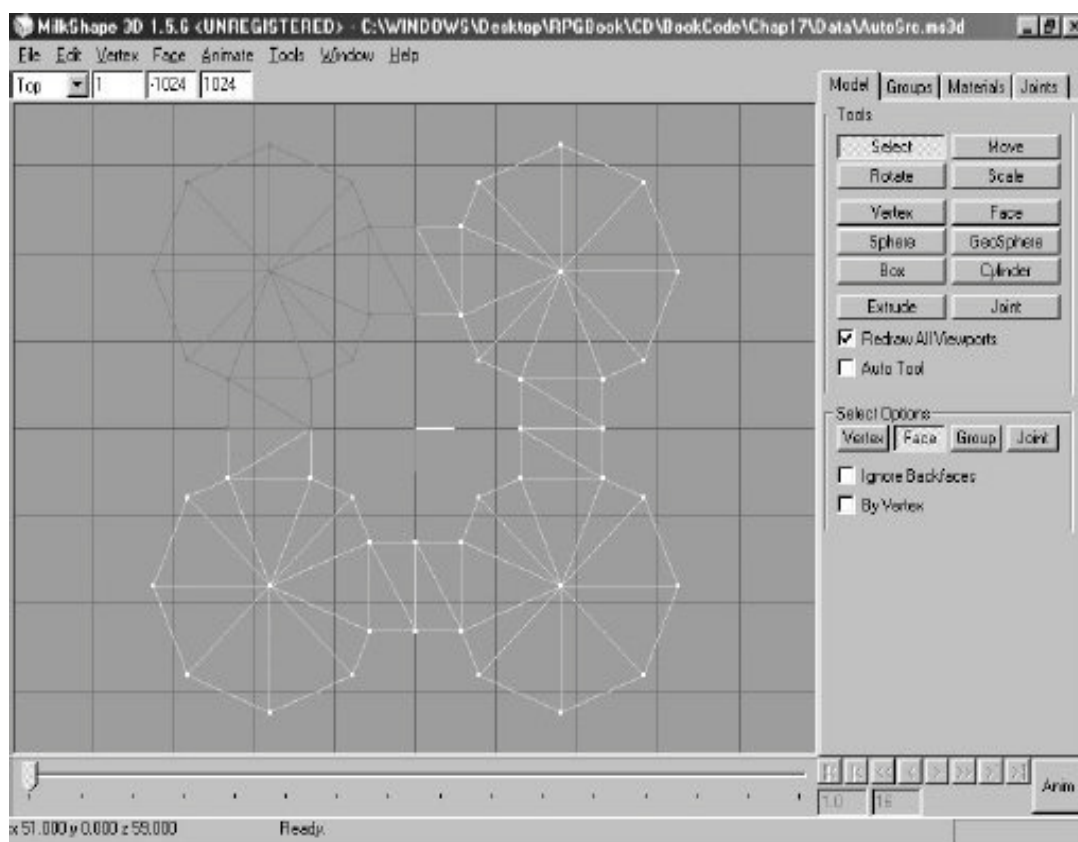 MilkShape 3D 1.5.6 <UNREGISTERED> - C:\WINDOWS\Desktop\RPGBook\CD\BookCode\Chap17\Data\AutoSrc.ms3d
File Edit Vertex Face Animate Tools Window Help
Top 1 -1024 1024
Model Groups Materials Joints
Tools
Select Move
Rotate Scale
Vertex Face
Sphere GeoSphere
Box Cylinder
Extrude Joint
Redraw All Viewports
Auto Tool
Select Options
Vertex Face Group Joint
Ignore Backfaces
By Vertex
Anim
1.0 16
x 51.000 y 0.000 z 59.000 Ready.